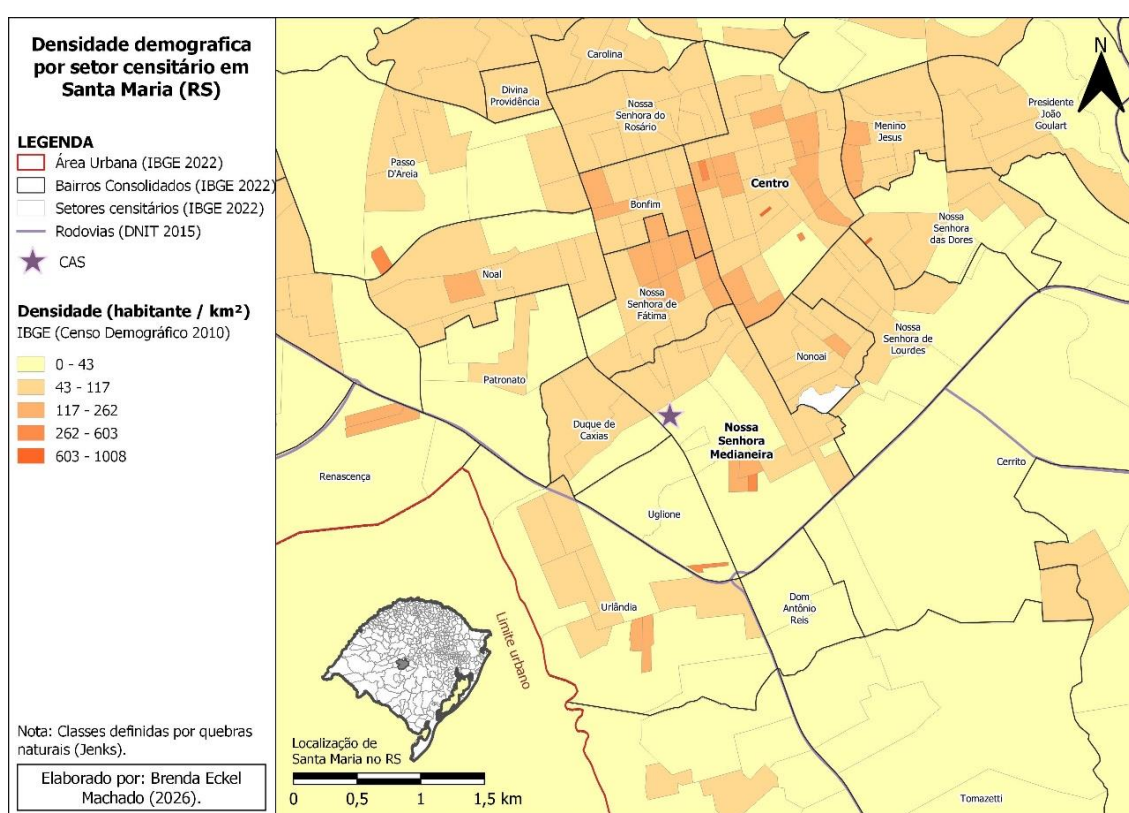 Densidade demografica
por setor censitário em
Santa Maria (RS)
LEGENDA
Área Urbana (IBGE 2022)
Bairros Consolidados (IBGE 2022)
Setores censitários (IBGE 2022)
Rodovias (DNIT 2015)
CAS
Densidade (habitante / km²)
IBGE (Censo Demográfico 2010)
0 - 43
43 - 117
117 - 262
262 - 603
603 - 1008
Nota: Classes definidas por quebras
naturais (Jenks).
Elaborado por: Brenda Eckel
Machado (2026).
N
Carolina
Divina
Providência
Nossa
Senhora do
Rosário
Menino
Jesus
Presidente
João
Goulart
Passo
D'Areia
Centro
Bonfim
Nossa
Senhora
das Dores
Noal
Nossa
Senhora de
Fátima
Nossa
Senhora de
Lourdes
Nonoai
Patronato
Duque de
Caxias
Nossa
Senhora
Medianeira
Cerrito
Renascença
Uglione
Urlândia
Dom
Antônio
Reis
Limite urbano
Localização de
Santa Maria no RS
0 0,5 1 1,5 km
Tomazetti